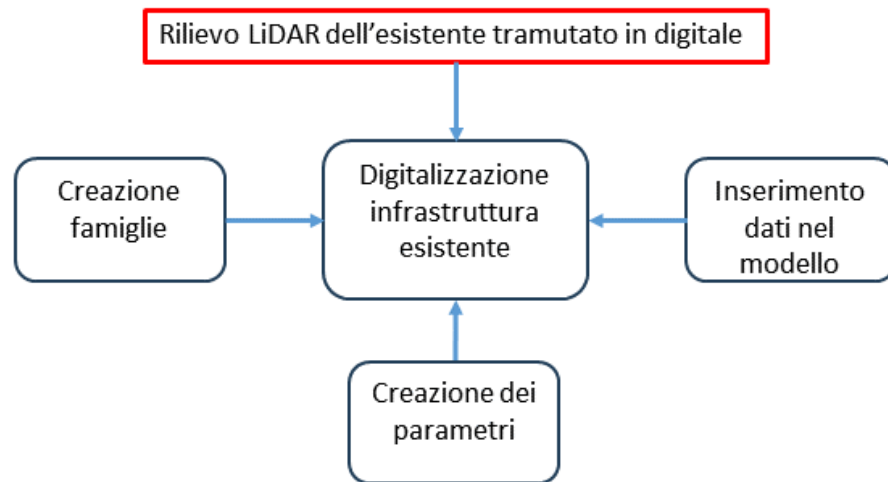 Rilievo LiDAR dell'esistente tramutato in digitale
Creazione
famiglie
Digitalizzazione
infrastruttura
esistente
Inserimento
dati nel
modello
Creazione dei
parametri